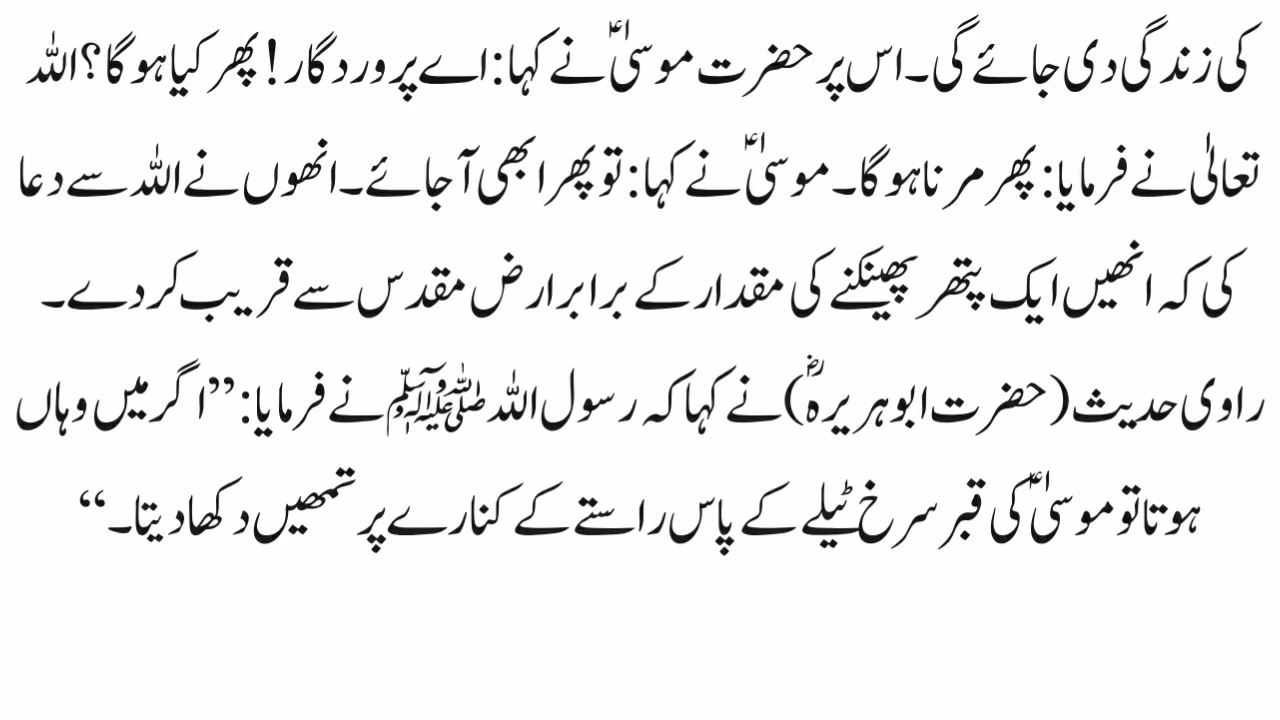 کی زندگی دی جائے گی۔ اس پر حضرت موسیٰؑ نے کہا: اے پروردگار! پھر کیا ہوگا؟ اللہ
تعالٰی نے فرمایا: پھر مرنا ہوگا۔ موسیٰؑ نے کہا: تو پھر ابھی آ جائے۔ انھوں نے اللہ سے دعا
کی کہ انھیں ایک پتھر پھینکنے کی مقدار کے برابر ارض مقدس سے قریب کر دے۔
راوی حدیث (حضرت ابوہریرہؓ) نے کہا کہ رسول اللہ ﷺ نے فرمایا: ”اگر میں وہاں
ہوتا تو موسیٰؑ کی قبر سرخ ٹیلے کے پاس راستے کے کنارے پر تمھیں دکھا دیتا۔“